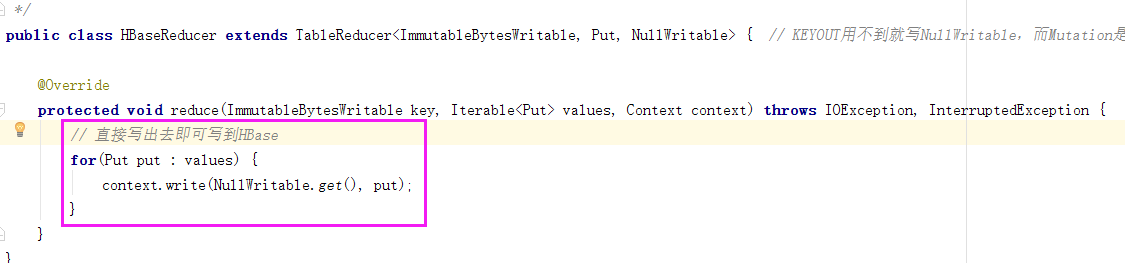 */
public class HBaseReducer extends TableReducer<ImmutableBytesWritable, Put, NullWritable> { // KEYOUT用不到就写NullWritable，而Mutation是
@Override
protected void reduce(ImmutableBytesWritable key, Iterable<Put> values, Context context) throws IOException, InterruptedException {
// 直接写出去即可写到HBase
for(Put put : values) {
context.write(NullWritable.get(), put);
}
}
}